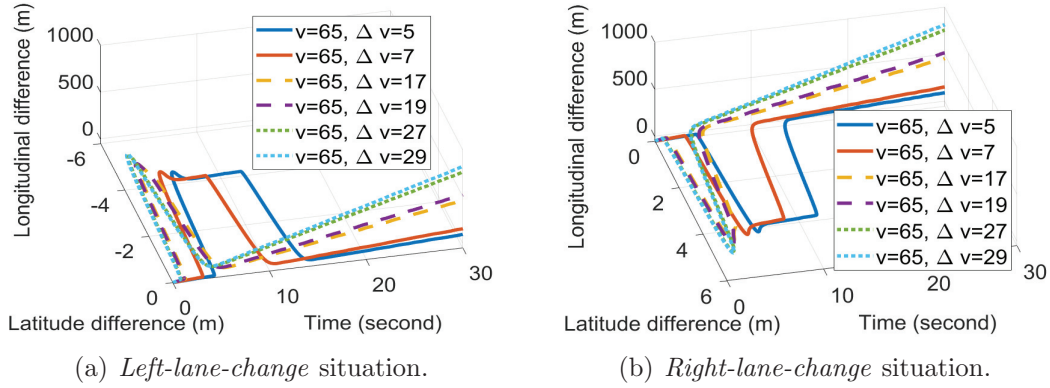 Longitudinal difference (m)
1000
500
0
-6
-4
-2
0
0
10
20
30
Latitude difference (m)
Time (second)
v=65, Δ v=5
v=65, Δ v=7
v=65, Δ v=17
v=65, Δ v=19
v=65, Δ v=27
v=65, Δ v=29
(a) Left-lane-change situation.
Longitudinal difference (m)
1000
500
0
0
2
4
6
0
10
20
30
Latitude difference (m)
Time (second)
v=65, Δ v=5
v=65, Δ v=7
v=65, Δ v=17
v=65, Δ v=19
v=65, Δ v=27
v=65, Δ v=29
(b) Right-lane-change situation.